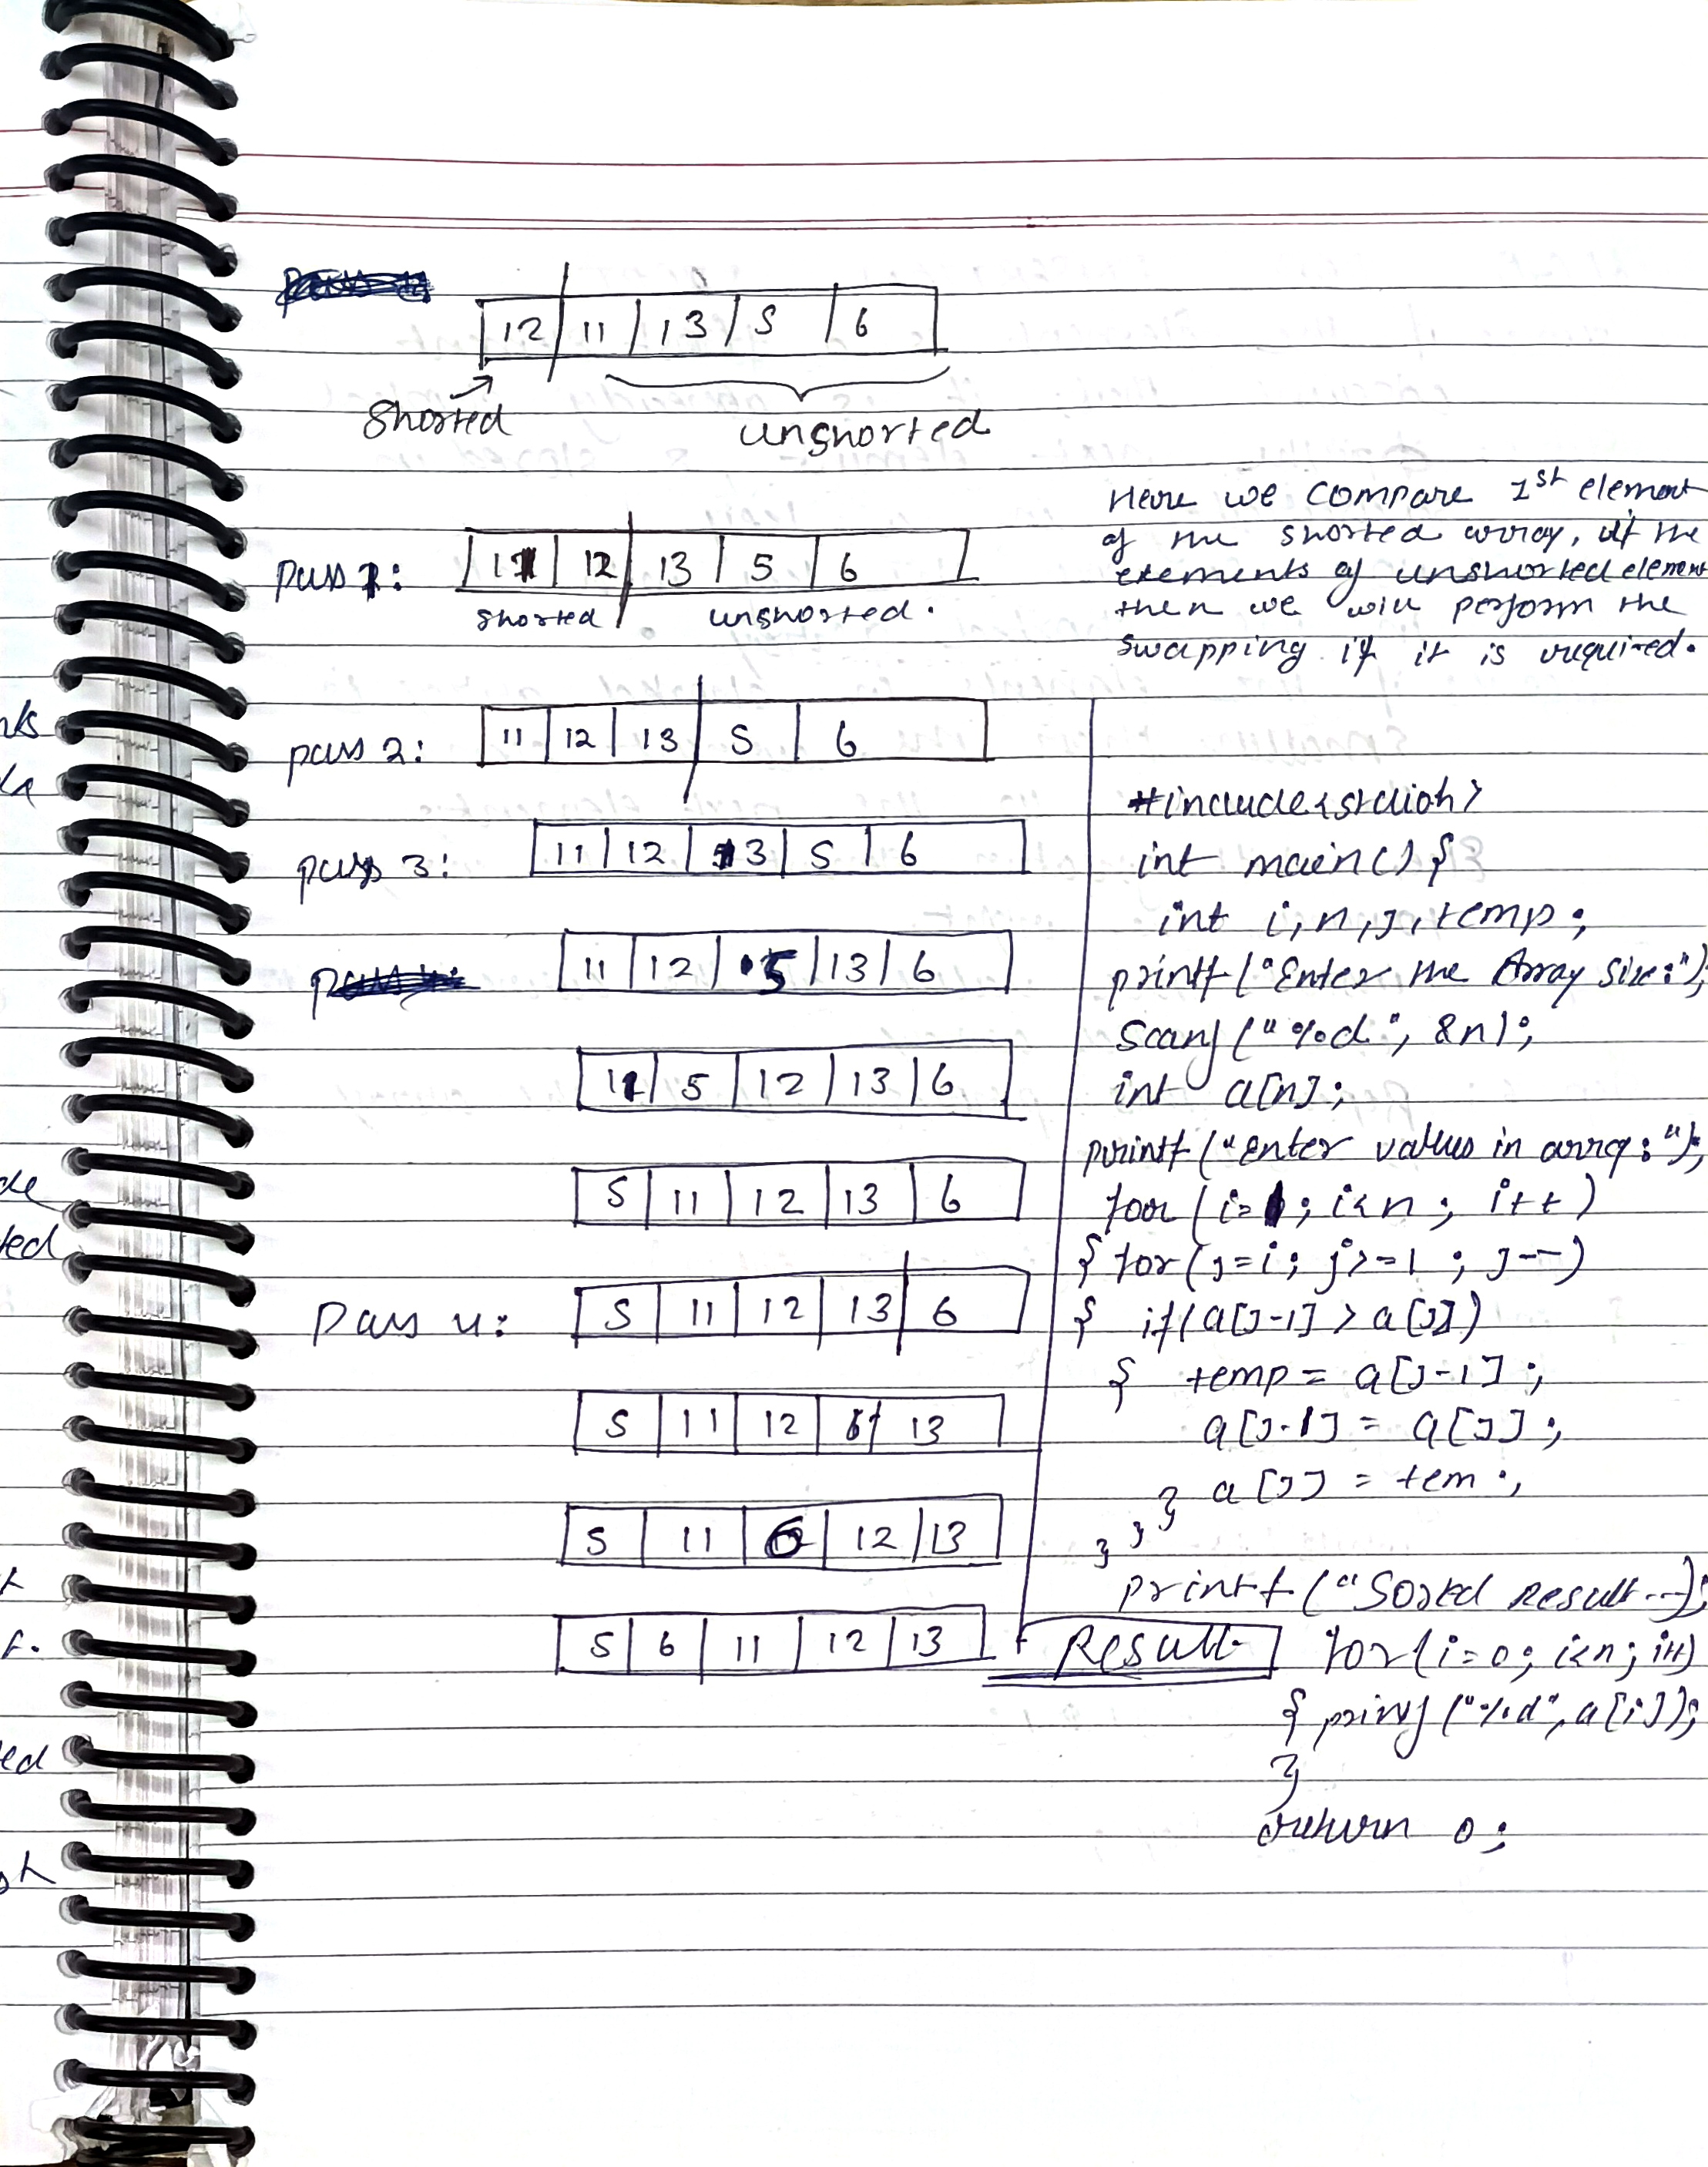 12 | 11 | 13 | 5 | 6
Shorted unshorted
Here we compare 1st element
of the shorted array, if the
elements of unshorted element
then we will perform the
swapping if it is required.
pass 1: 11 | 12 | 13 | 5 | 6
shorted unshorted.
pass 2: 11 | 12 | 13 | 5 | 6
pass 3: 11 | 12 | 13 | 5 | 6
11 | 12 | 5 | 13 | 6
11 | 5 | 12 | 13 | 6
5 | 11 | 12 | 13 | 6
Pass 4: 5 | 11 | 12 | 13 | 6
5 | 11 | 12 | 6 | 13
5 | 11 | 6 | 12 | 13
5 | 6 | 11 | 12 | 13 Result
#include<stdioh>
int main() {
int i, n, j, temp;
printf("Enter the Array Size:");
Scanf("%d", &n);
int a[n];
printf("Enter values in array:");
for (i=1; i<n; i++)
{ for(j=i; j>=1; j--)
{ if(a[j-1] > a[j])
{ temp = a[j-1];
a[j-1] = a[j];
a[j] = tem;
} } }
printf("Sorted Result--);
for(i=0; i<n; i++)
{ printf("%d", a[i]);
}
return 0;
nks
de
ted
t.
ed